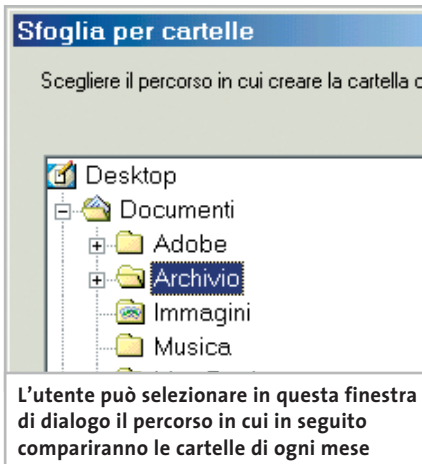 Sfoglia per cartelle
Scegliere il percorso in cui creare la cartella
Desktop
Documenti
Adobe
Archivio
Immagini
Musica
L'utente può selezionare in questa finestra
di dialogo il percorso in cui in seguito
compariranno le cartelle di ogni mese